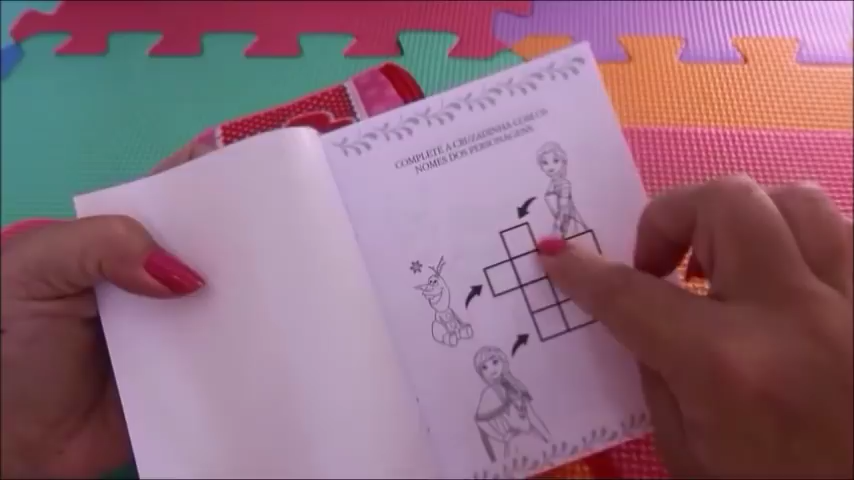 COMPLETE A CRUZADINHA COM OS
NOMES DOS PERSONAGENS